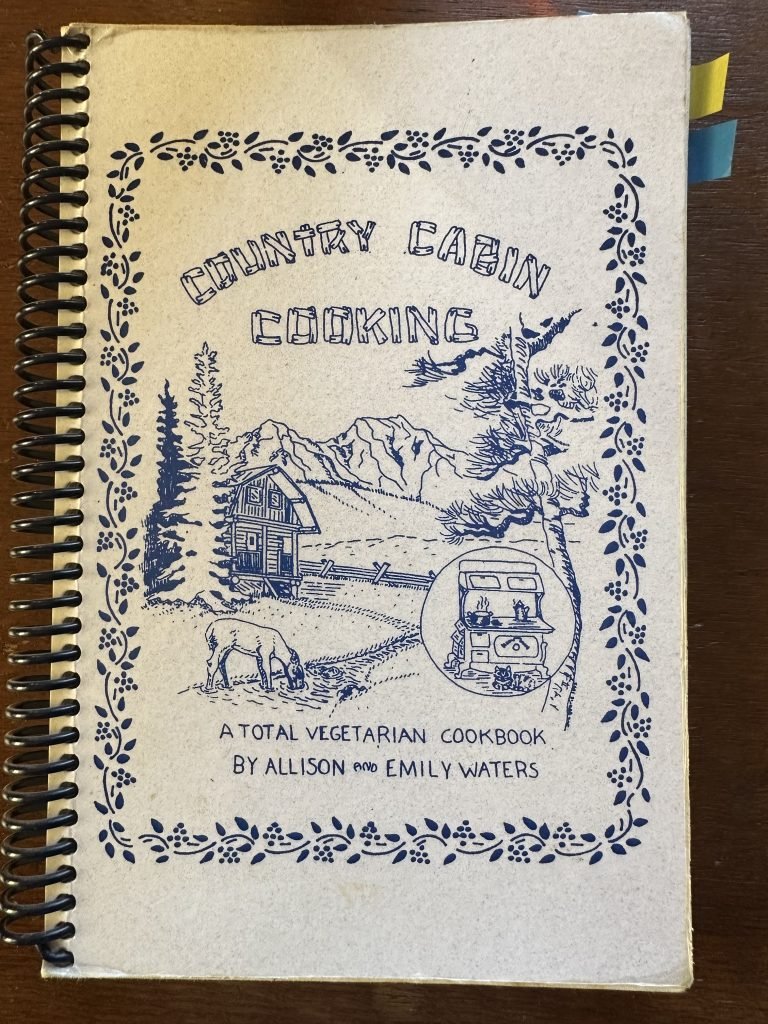 COUNTRY CABIN
COOKING
A TOTAL VEGETARIAN COOKBOOK
BY ALLISON AND EMILY WATERS